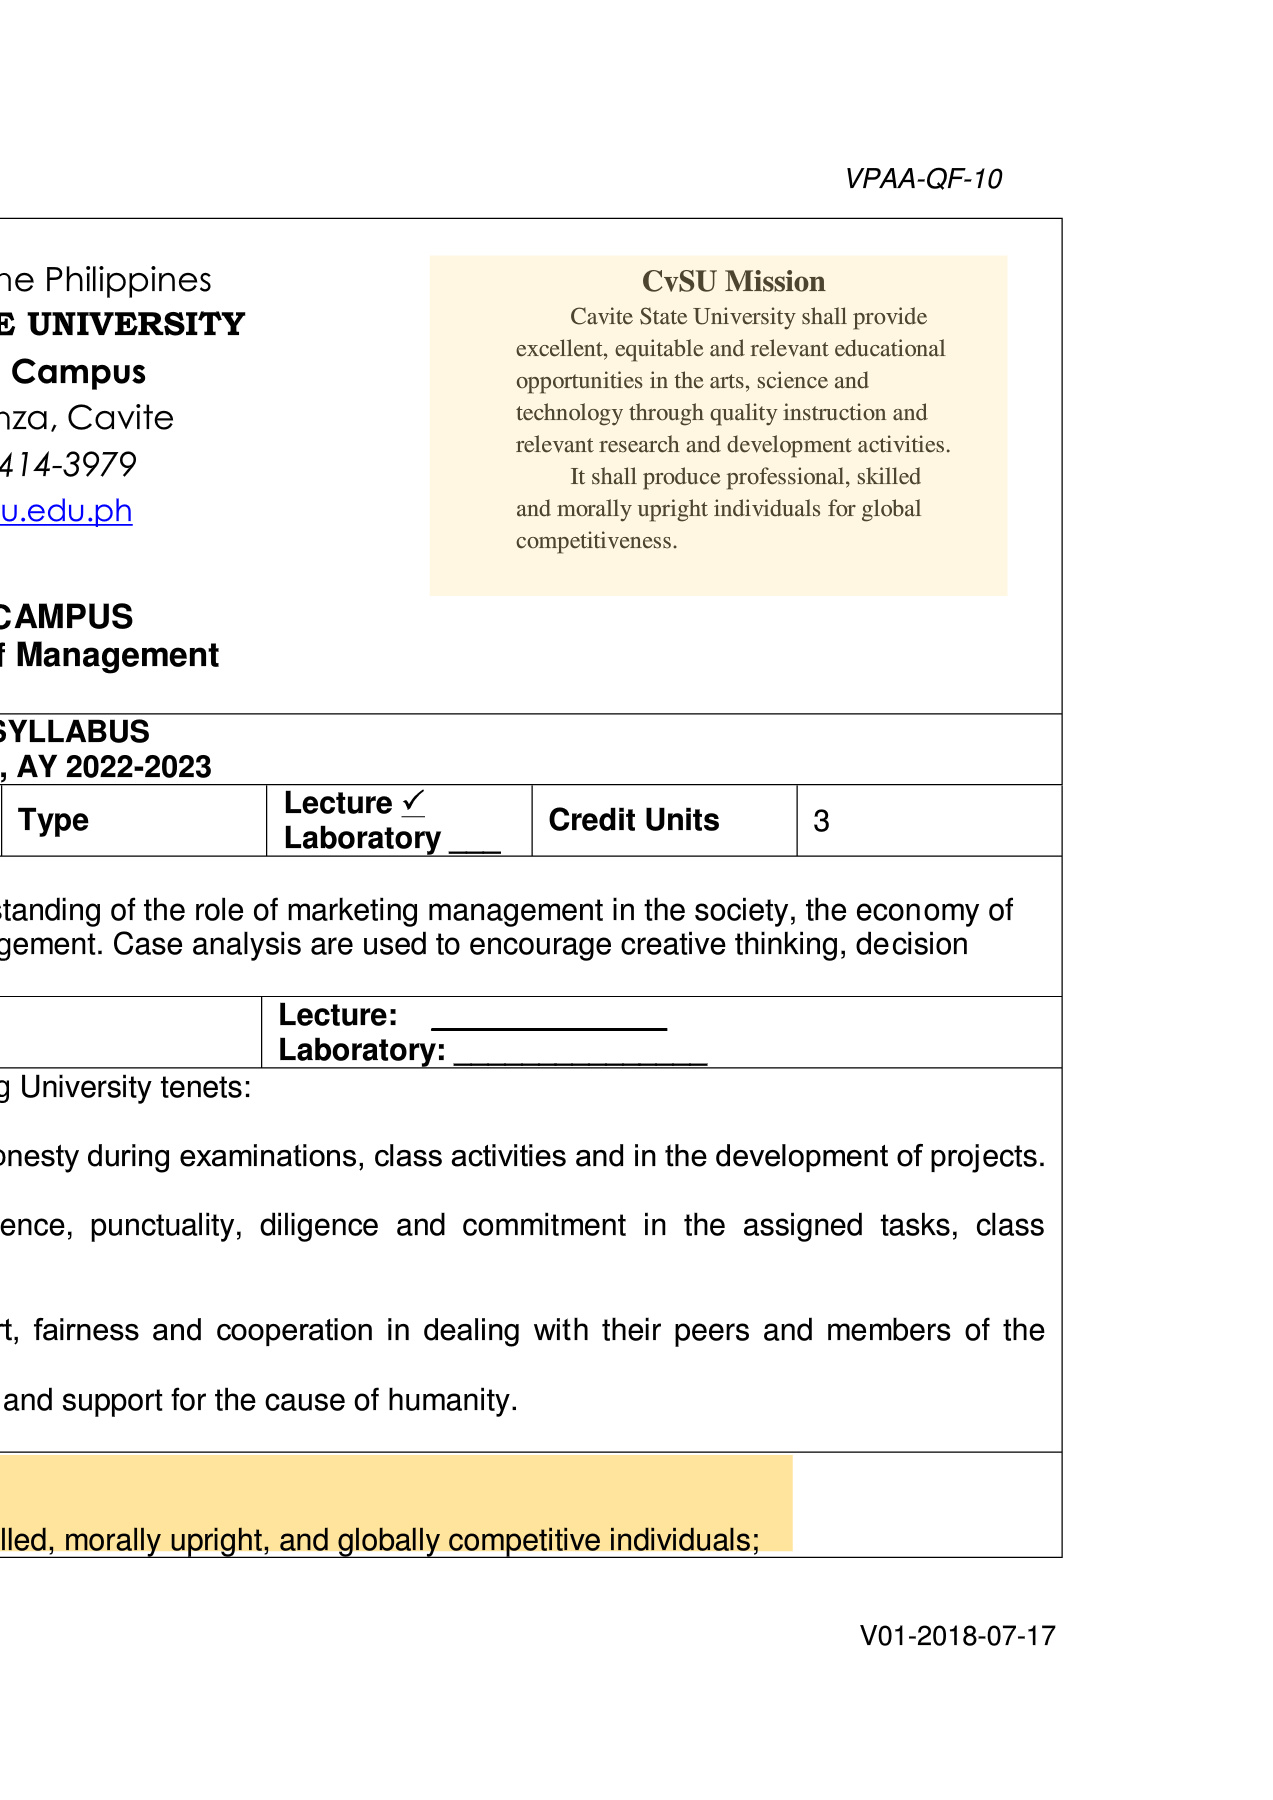 VPAA-QF-10
he Philippines
E UNIVERSITY
Campus
nza, Cavite
414-3979
u.edu.ph
CvSU Mission
Cavite State University shall provide
excellent, equitable and relevant educational
opportunities in the arts, science and
technology through quality instruction and
relevant research and development activities.
It shall produce professional, skilled
and morally upright individuals for global
competitiveness.
CAMPUS
f Management
SYLLABUS
, AY 2022-2023
Type
Lecture ✓
Laboratory ___
Credit Units
3
standing of the role of marketing management in the society, the economy of
gement. Case analysis are used to encourage creative thinking, decision
Lecture: ______________
Laboratory: _______________
g University tenets:
onesty during examinations, class activities and in the development of projects.
ence, punctuality, diligence and commitment in the assigned tasks, class
rt, fairness and cooperation in dealing with their peers and members of the
and support for the cause of humanity.
lled, morally upright, and globally competitive individuals;
V01-2018-07-17